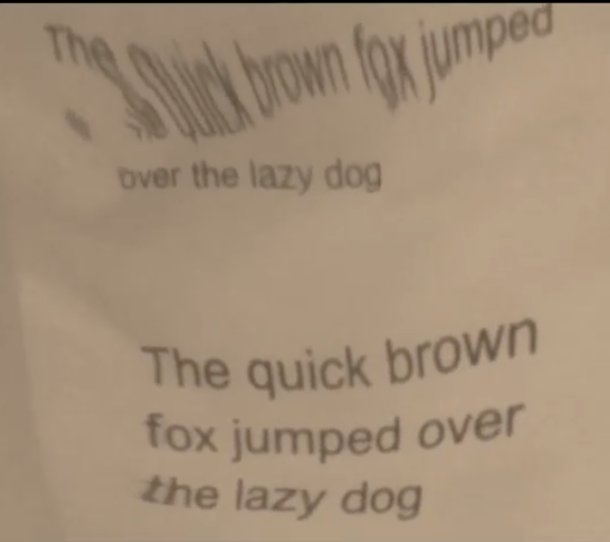 The Quick brown fox jumped
over the lazy dog
The quick brown
fox jumped over
the lazy dog